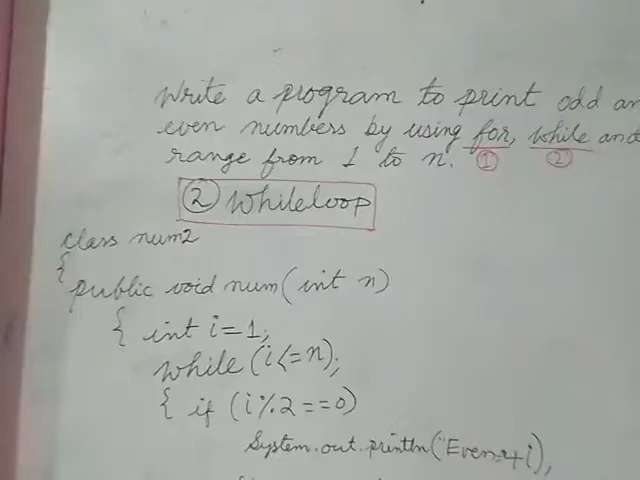 Write a program to print odd an
even numbers by using for, while and
range from 1 to n. ① ②
② Whileloop
class num2
{
public void num(int n)
{ int i=1;
while (i<=n);
{ if (i%2==0)
System.out.println("Even=+i),